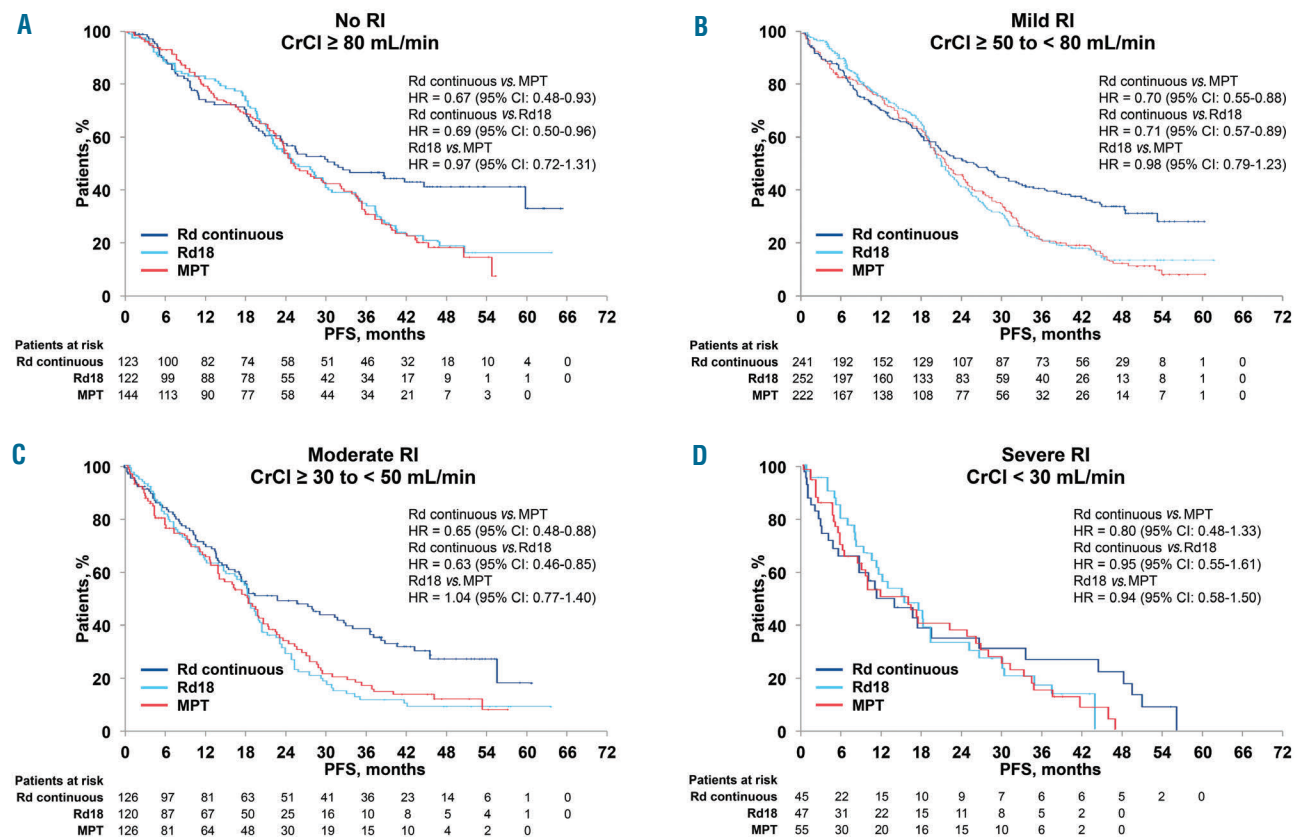 A
No RI
CrCl ≥ 80 mL/min
100
80
60
40
20
0
Patients, %
Rd continuous vs. MPT
HR = 0.67 (95% CI: 0.48-0.93)
Rd continuous vs.Rd18
HR = 0.69 (95% CI: 0.50-0.96)
Rd18 vs.MPT
HR = 0.97 (95% CI: 0.72-1.31)
Rd continuous
Rd18
MPT
0 6 12 18 24 30 36 42 48 54 60 66 72
PFS, months
Patients at risk
Rd continuous 123 100 82 74 58 51 46 32 18 10 4 0
Rd18 122 99 88 78 55 42 34 17 9 1 1 0
MPT 144 113 90 77 58 44 34 21 7 3 0
B
Mild RI
CrCl ≥ 50 to < 80 mL/min
100
80
60
40
20
0
Patients, %
Rd continuous vs. MPT
HR = 0.70 (95% CI: 0.55-0.88)
Rd continuous vs.Rd18
HR = 0.71 (95% CI: 0.57-0.89)
Rd18 vs.MPT
HR = 0.98 (95% CI: 0.79-1.23)
Rd continuous
Rd18
MPT
0 6 12 18 24 30 36 42 48 54 60 66 72
PFS, months
Patients at risk
Rd continuous 241 192 152 129 107 87 73 56 29 8 1 0
Rd18 252 197 160 133 83 59 40 26 13 8 1 0
MPT 222 167 138 108 77 56 32 26 14 7 1 0
C
Moderate RI
CrCl ≥ 30 to < 50 mL/min
100
80
60
40
20
0
Patients, %
Rd continuous vs. MPT
HR = 0.65 (95% CI: 0.48-0.88)
Rd continuous vs.Rd18
HR = 0.63 (95% CI: 0.46-0.85)
Rd18 vs.MPT
HR = 1.04 (95% CI: 0.77-1.40)
Rd continuous
Rd18
MPT
0 6 12 18 24 30 36 42 48 54 60 66 72
PFS, months
Patients at risk
Rd continuous 126 97 81 63 51 41 36 23 14 6 1 0
Rd18 120 87 67 50 25 16 10 8 5 4 1 0
MPT 126 81 64 48 30 19 15 10 4 2 0
D
Severe RI
CrCl < 30 mL/min
100
80
60
40
20
0
Patients, %
Rd continuous vs. MPT
HR = 0.80 (95% CI: 0.48-1.33)
Rd continuous vs.Rd18
HR = 0.95 (95% CI: 0.55-1.61)
Rd18 vs.MPT
HR = 0.94 (95% CI: 0.58-1.50)
Rd continuous
Rd18
MPT
0 6 12 18 24 30 36 42 48 54 60 66 72
PFS, months
Patients at risk
Rd continuous 45 22 15 10 9 7 6 6 5 2 0
Rd18 47 31 22 15 11 8 5 2 0
MPT 55 30 20 16 15 10 6 2 0